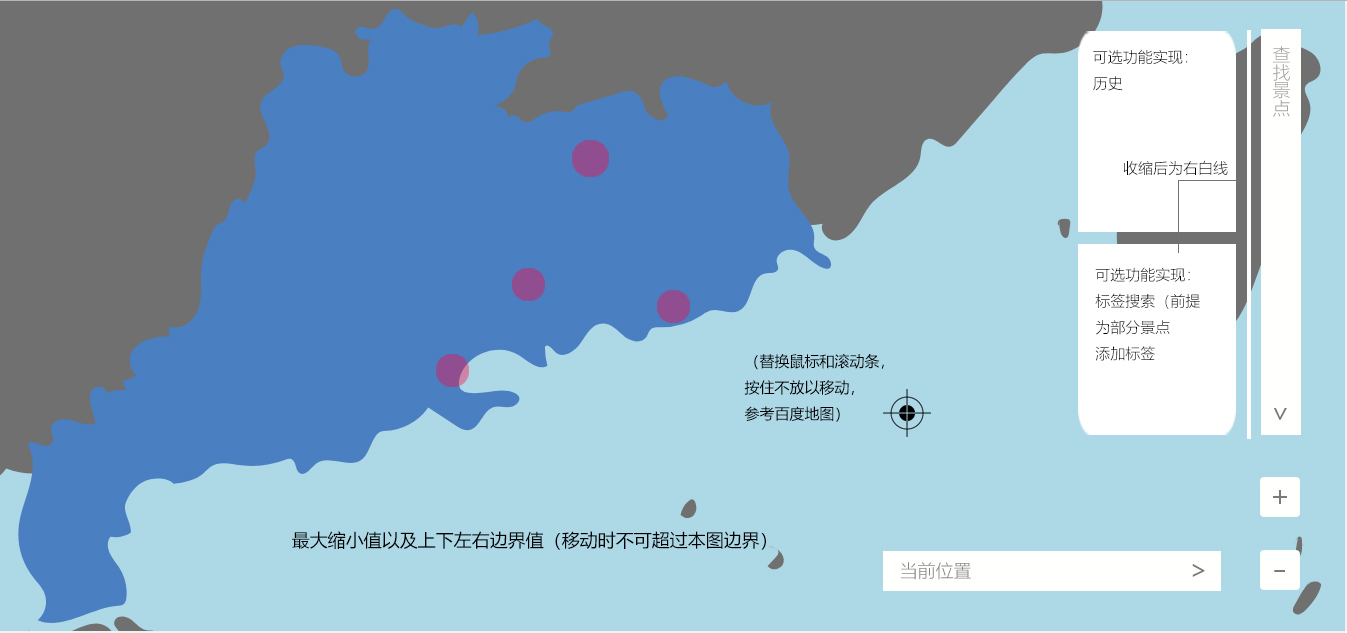 可选功能实现：
历史
查找景点
收缩后为右白线
可选功能实现：
标签搜索（前提
为部分景点
添加标签
（替换鼠标和滚动条，
按住不放以移动，
参考百度地图）
>
+
最大缩小值以及上下左右边界值（移动时不可超过本图边界）
当前位置 >
−